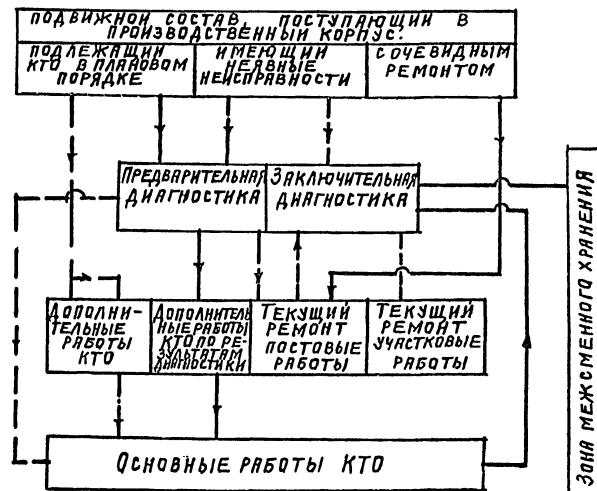 ПОДВИЖНОЙ СОСТАВ, ПОСТУПАЮЩИЙ В
ПРОИЗВОДСТВЕННЫЙ КОРПУС:
ПОДЛЕЖАЩИЙ
КТО В ПЛАНОВОМ
ПОРЯДКЕ
ИМЕЮЩИЙ
НЕЯВНЫЕ
НЕИСПРАВНОСТИ
С ОЧЕВИДНЫМ
РЕМОНТОМ
ПРЕДВАРИТЕЛЬНАЯ
ДИАГНОСТИКА
ЗАКЛЮЧИТЕЛЬНАЯ
ДИАГНОСТИКА
ДОПОЛНИ-
ТЕЛЬНЫЕ
РАБОТЫ
КТО
ДОПОЛНИТЕЛЬ
НЫЕ РАБОТЫ
КТО ПО РЕ-
ЗУЛЬТАТАМ
ДИАГНОСТИКИ
ТЕКУЩИЙ
РЕМОНТ
ПОСТОВЫЕ
РАБОТЫ
ТЕКУЩИЙ
РЕМОНТ
УЧАСТКОВЫЕ
РАБОТЫ
ОСНОВНЫЕ РАБОТЫ КТО
ЗОНА МЕЖСМЕННОГО ХРАНЕНИЯ